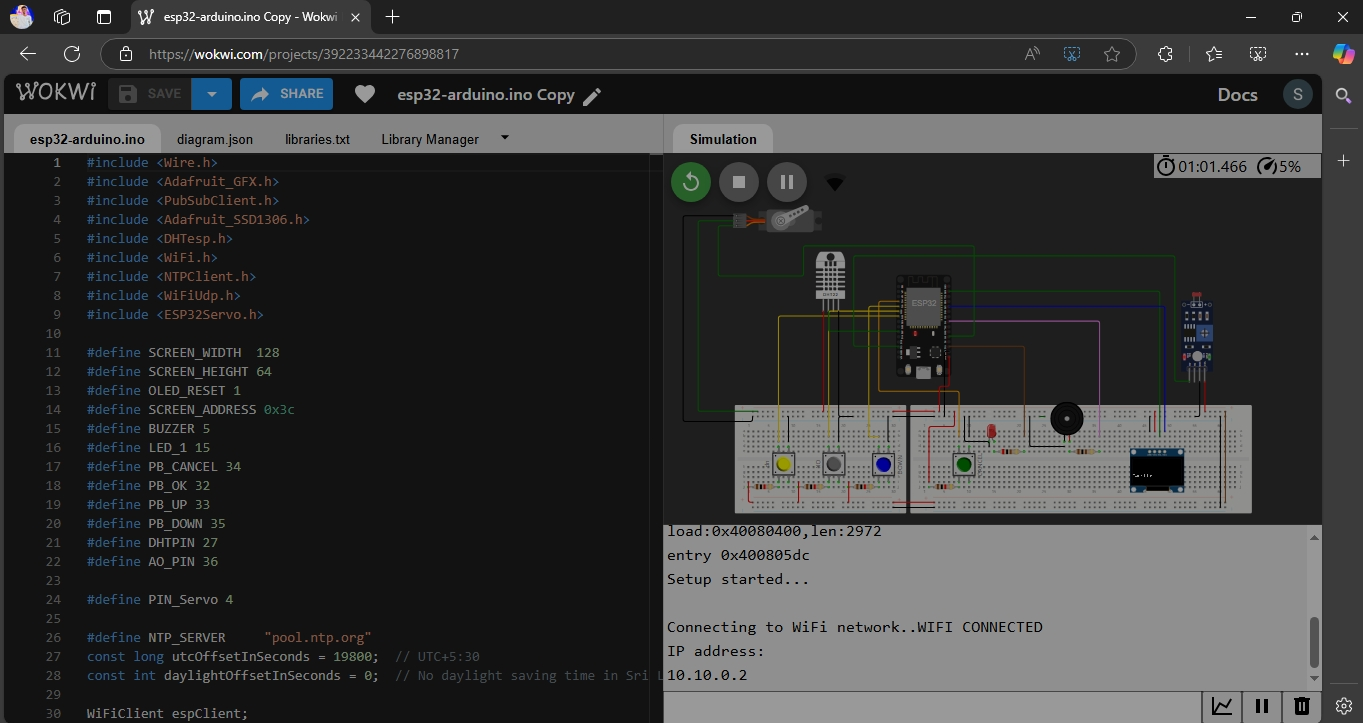 esp32-arduino.ino Copy - Wokwi
https://wokwi.com/projects/392233442276898817
WOKWI
SAVE
SHARE
esp32-arduino.ino Copy
Docs
S
esp32-arduino.ino
diagram.json
libraries.txt
Library Manager
Simulation
1 #include <Wire.h>
2 #include <Adafruit_GFX.h>
3 #include <PubSubClient.h>
4 #include <Adafruit_SSD1306.h>
5 #include <DHTesp.h>
6 #include <WiFi.h>
7 #include <NTPClient.h>
8 #include <WiFiUdp.h>
9 #include <ESP32Servo.h>
10
11 #define SCREEN_WIDTH  128
12 #define SCREEN_HEIGHT 64
13 #define OLED_RESET 1
14 #define SCREEN_ADDRESS 0x3c
15 #define BUZZER 5
16 #define LED_1 15
17 #define PB_CANCEL 34
18 #define PB_OK 32
19 #define PB_UP 33
20 #define PB_DOWN 35
21 #define DHTPIN 27
22 #define AO_PIN 36
23
24 #define PIN_Servo 4
25
26 #define NTP_SERVER     "pool.ntp.org"
27 const long utcOffsetInSeconds = 19800;  // UTC+5:30
28 const int daylightOffsetInSeconds = 0;  // No daylight saving time in Sri L
29
30 WiFiClient espClient;
01:01.466
5%
ESP32
DHT22
load:0x40080400,len:2972
entry 0x400805dc
Setup started...
Connecting to WiFi network..WIFI CONNECTED
IP address:
10.10.0.2